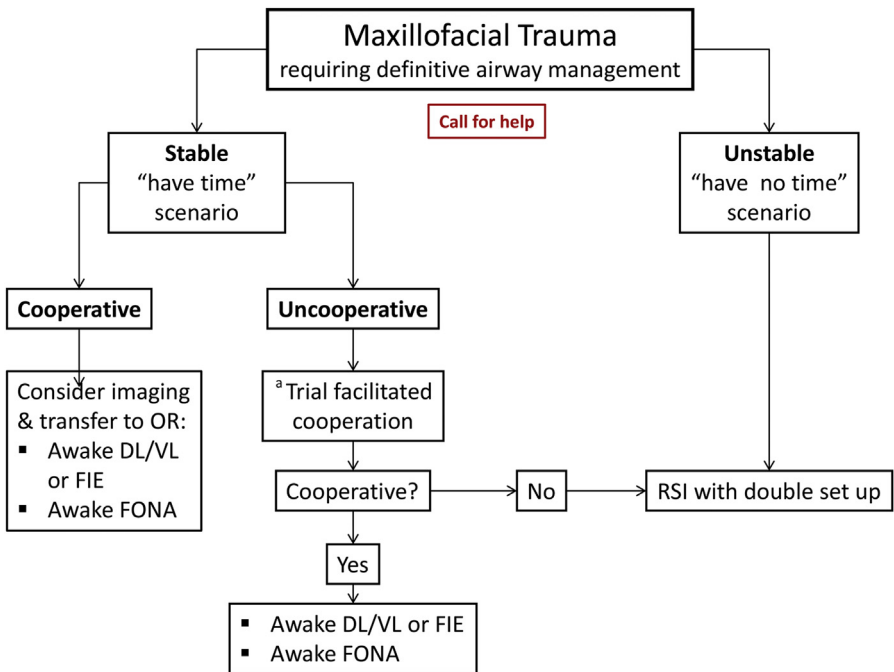 Maxillofacial Trauma
requiring definitive airway management
Call for help
Stable
“have time”
scenario
Unstable
“have no time”
scenario
Cooperative
Uncooperative
Consider imaging
& transfer to OR:
▪ Awake DL/VL
or FIE
▪ Awake FONA
a Trial facilitated
cooperation
Cooperative?
No
RSI with double set up
Yes
▪ Awake DL/VL or FIE
▪ Awake FONA